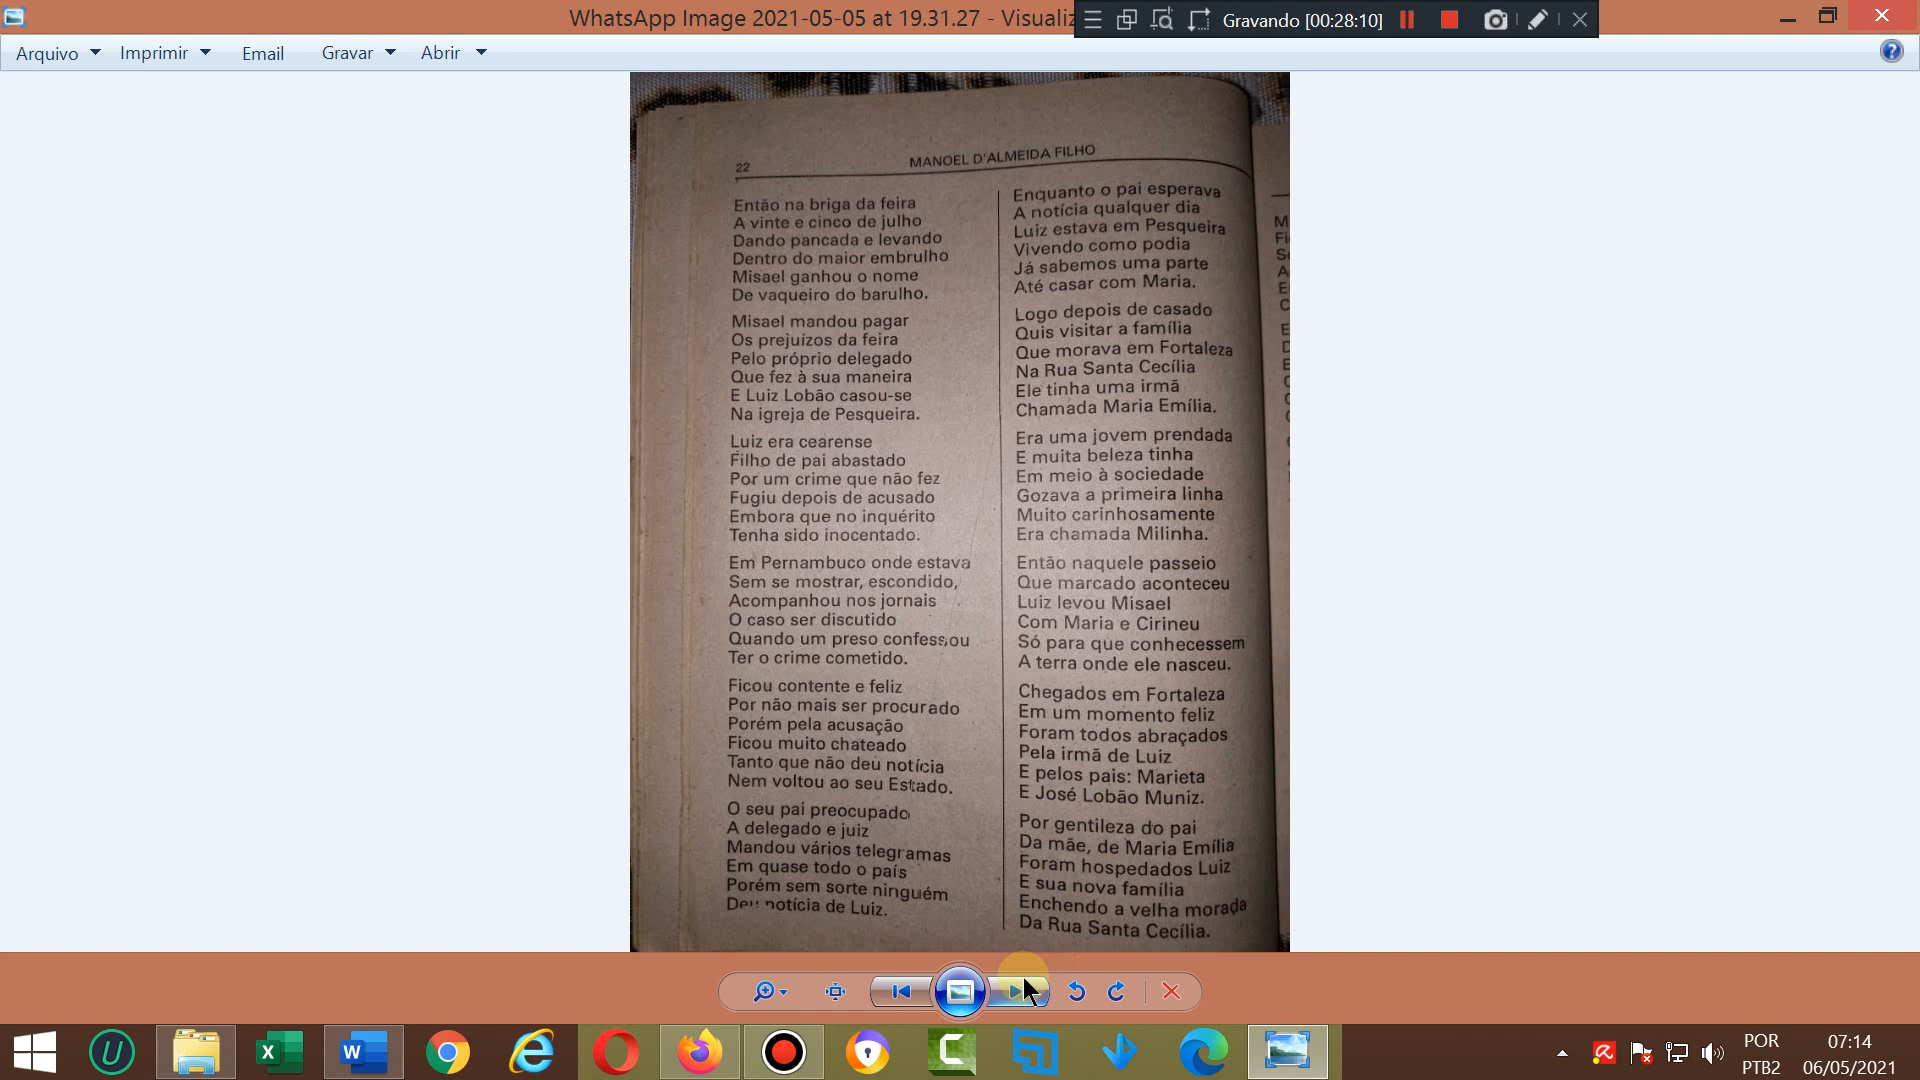 WhatsApp Image 2021-05-05 at 19.31.27 - Visualiz
Gravando [00:28:10]
Arquivo
Imprimir
Email
Gravar
Abrir
22
MANOEL D'ALMEIDA FILHO
Então na briga da feira
A vinte e cinco de julho
Dando pancada e levando
Dentro do maior embrulho
Misael ganhou o nome
De vaqueiro do barulho.
Misael mandou pagar
Os prejuízos da feira
Pelo próprio delegado
Que fez à sua maneira
E Luiz Lobão casou-se
Na igreja de Pesqueira.
Luiz era cearense
Filho de pai abastado
Por um crime que não fez
Fugiu depois de acusado
Embora que no inquérito
Tenha sido inocentado.
Em Pernambuco onde estava
Sem se mostrar, escondido,
Acompanhou nos jornais
O caso ser discutido
Quando um preso confessou
Ter o crime cometido.
Ficou contente e feliz
Por não mais ser procurado
Porém pela acusação
Ficou muito chateado
Tanto que não deu notícia
Nem voltou ao seu Estado.
O seu pai preocupado
A delegado e juiz
Mandou vários telegramas
Em quase todo o país
Porém sem sorte ninguém
Deu notícia de Luiz.
Enquanto o pai esperava
A notícia qualquer dia
Luiz estava em Pesqueira
Vivendo como podia
Já sabemos uma parte
Até casar com Maria.
Logo depois de casado
Quis visitar a família
Que morava em Fortaleza
Na Rua Santa Cecília
Ele tinha uma irmã
Chamada Maria Emília.
Era uma jovem prendada
E muita beleza tinha
Em meio à sociedade
Gozava a primeira linha
Muito carinhosamente
Era chamada Milinha.
Então naquele passeio
Que marcado aconteceu
Luiz levou Misael
Com Maria e Cirineu
Só para que conhecessem
A terra onde ele nasceu.
Chegados em Fortaleza
Em um momento feliz
Foram todos abraçados
Pela irmã de Luiz
E pelos pais: Marieta
E José Lobão Muniz.
Por gentileza do pai
Da mãe, de Maria Emília
Foram hospedados Luiz
E sua nova família
Enchendo a velha morada
Da Rua Santa Cecília.
POR
PTB2
07:14
06/05/2021